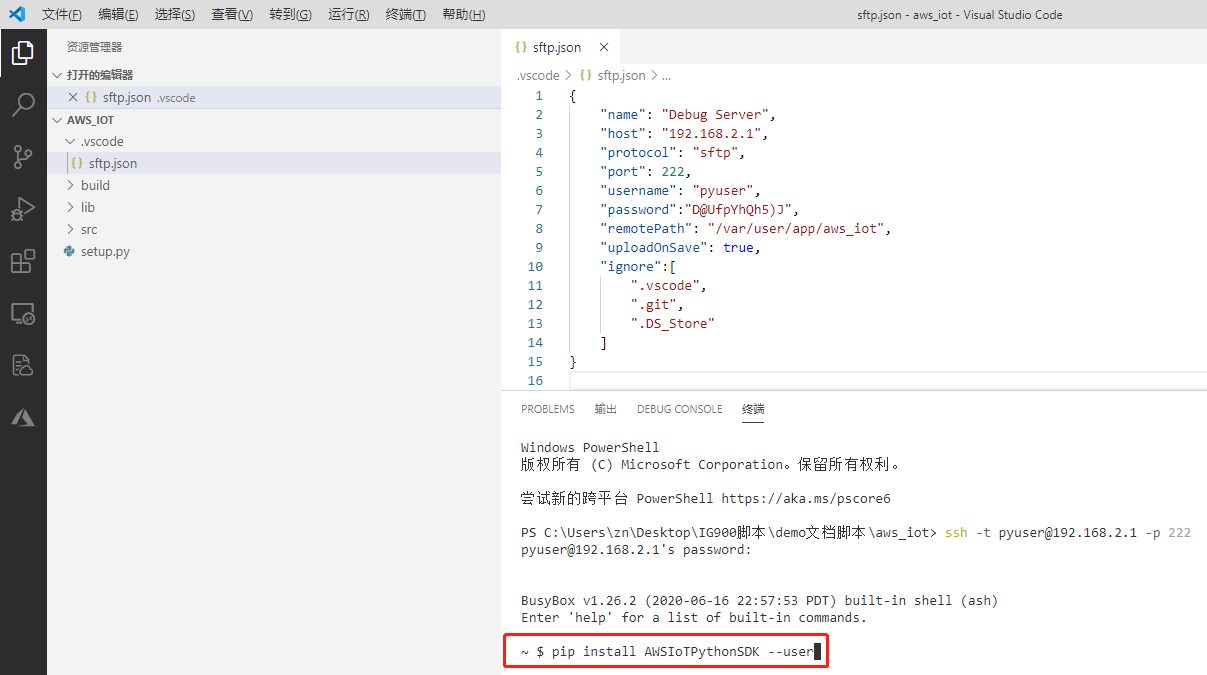 文件(F) 编辑(E) 选择(S) 查看(V) 转到(G) 运行(R) 终端(T) 帮助(H) sftp.json - aws_iot - Visual Studio Code
资源管理器
打开的编辑器
sftp.json .vscode
AWS_IOT
.vscode
sftp.json
build
lib
src
setup.py
{} sftp.json
.vscode > {} sftp.json > ...
1 {
2 "name": "Debug Server",
3 "host": "192.168.2.1",
4 "protocol": "sftp",
5 "port": 222,
6 "username": "pyuser",
7 "password":"D@UfpYhQh5)J",
8 "remotePath": "/var/user/app/aws_iot",
9 "uploadOnSave": true,
10 "ignore":[
11 ".vscode",
12 ".git",
13 ".DS_Store"
14 ]
15 }
16
PROBLEMS 输出 DEBUG CONSOLE 终端
Windows PowerShell
版权所有 (C) Microsoft Corporation。保留所有权利。
尝试新的跨平台 PowerShell https://aka.ms/pscore6
PS C:\Users\zn\Desktop\IG900脚本\demo文档脚本\aws_iot> ssh -t pyuser@192.168.2.1 -p 222
pyuser@192.168.2.1's password:
BusyBox v1.26.2 (2020-06-16 22:57:53 PDT) built-in shell (ash)
Enter 'help' for a list of built-in commands.
~ $ pip install AWSIoTPythonSDK --user